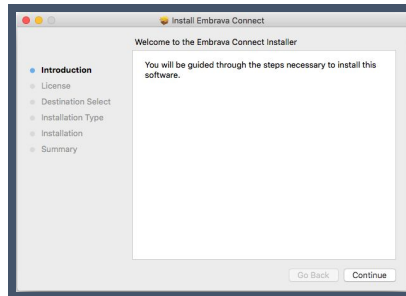 Install Embrava Connect
Welcome to the Embrava Connect Installer
Introduction
License
Destination Select
Installation Type
Installation
Summary
You will be guided through the steps necessary to install this
software.
Go Back
Continue